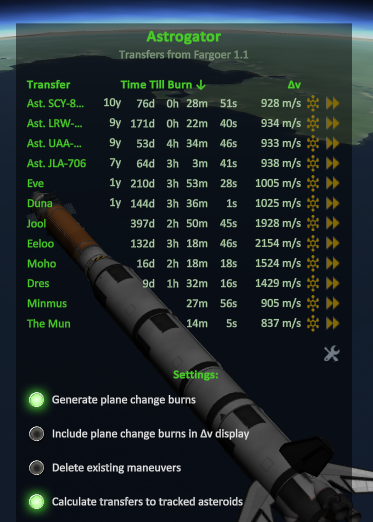 Astrogator
Transfers from Fargoer 1.1
Transfer Time Till Burn ↓ Δv
Ast. SCY-8... 10y 76d 0h 28m 51s 928 m/s
Ast. LRW-... 9y 171d 0h 22m 40s 934 m/s
Ast. UAA-... 9y 53d 4h 34m 46s 933 m/s
Ast. JLA-706 7y 64d 3h 3m 41s 938 m/s
Eve 1y 210d 3h 53m 28s 1005 m/s
Duna 1y 144d 3h 36m 1s 1025 m/s
Jool 397d 2h 50m 45s 1928 m/s
Eeloo 132d 3h 18m 46s 2154 m/s
Moho 16d 2h 18m 18s 1524 m/s
Dres 9d 1h 32m 16s 1429 m/s
Minmus 27m 56s 905 m/s
The Mun 14m 5s 837 m/s
Settings:
Generate plane change burns
Include plane change burns in Δv display
Delete existing maneuvers
Calculate transfers to tracked asteroids